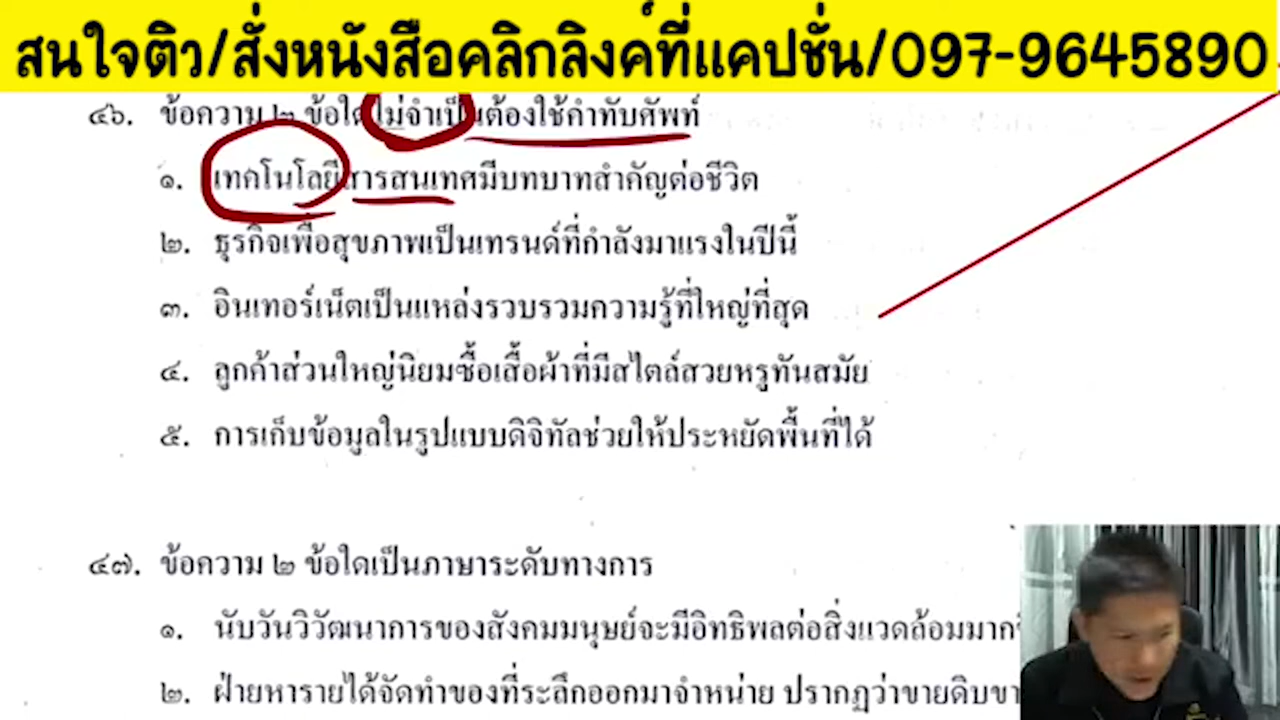 สนใจติว/สั่งหนังสือคลิกลิงค์ที่แคปชั่น/097-9645890
๔๖. ข้อความ ๒ ข้อใดไม่จำเป็นต้องใช้คำทับศัพท์
๑. เทคโนโลยีสารสนเทศมีบทบาทสำคัญต่อชีวิต
๒. ธุรกิจเพื่อสุขภาพเป็นเทรนด์ที่กำลังมาแรงในปีนี้
๓. อินเทอร์เน็ตเป็นแหล่งรวบรวมความรู้ที่ใหญ่ที่สุด
๔. ลูกค้าส่วนใหญ่นิยมซื้อเสื้อผ้าที่มีสไตล์สวยหรูทันสมัย
๕. การเก็บข้อมูลในรูปแบบดิจิทัลช่วยให้ประหยัดพื้นที่ได้
๔๗. ข้อความ ๒ ข้อใดเป็นภาษาระดับทางการ
๑. นับวันวิวัฒนาการของสังคมมนุษย์จะมีอิทธิพลต่อสิ่งแวดล้อม
๒. ฝ่ายหารายได้จัดทำของที่ระลึกออกมาจำหน่าย ปรากฏว่าขายดิบ